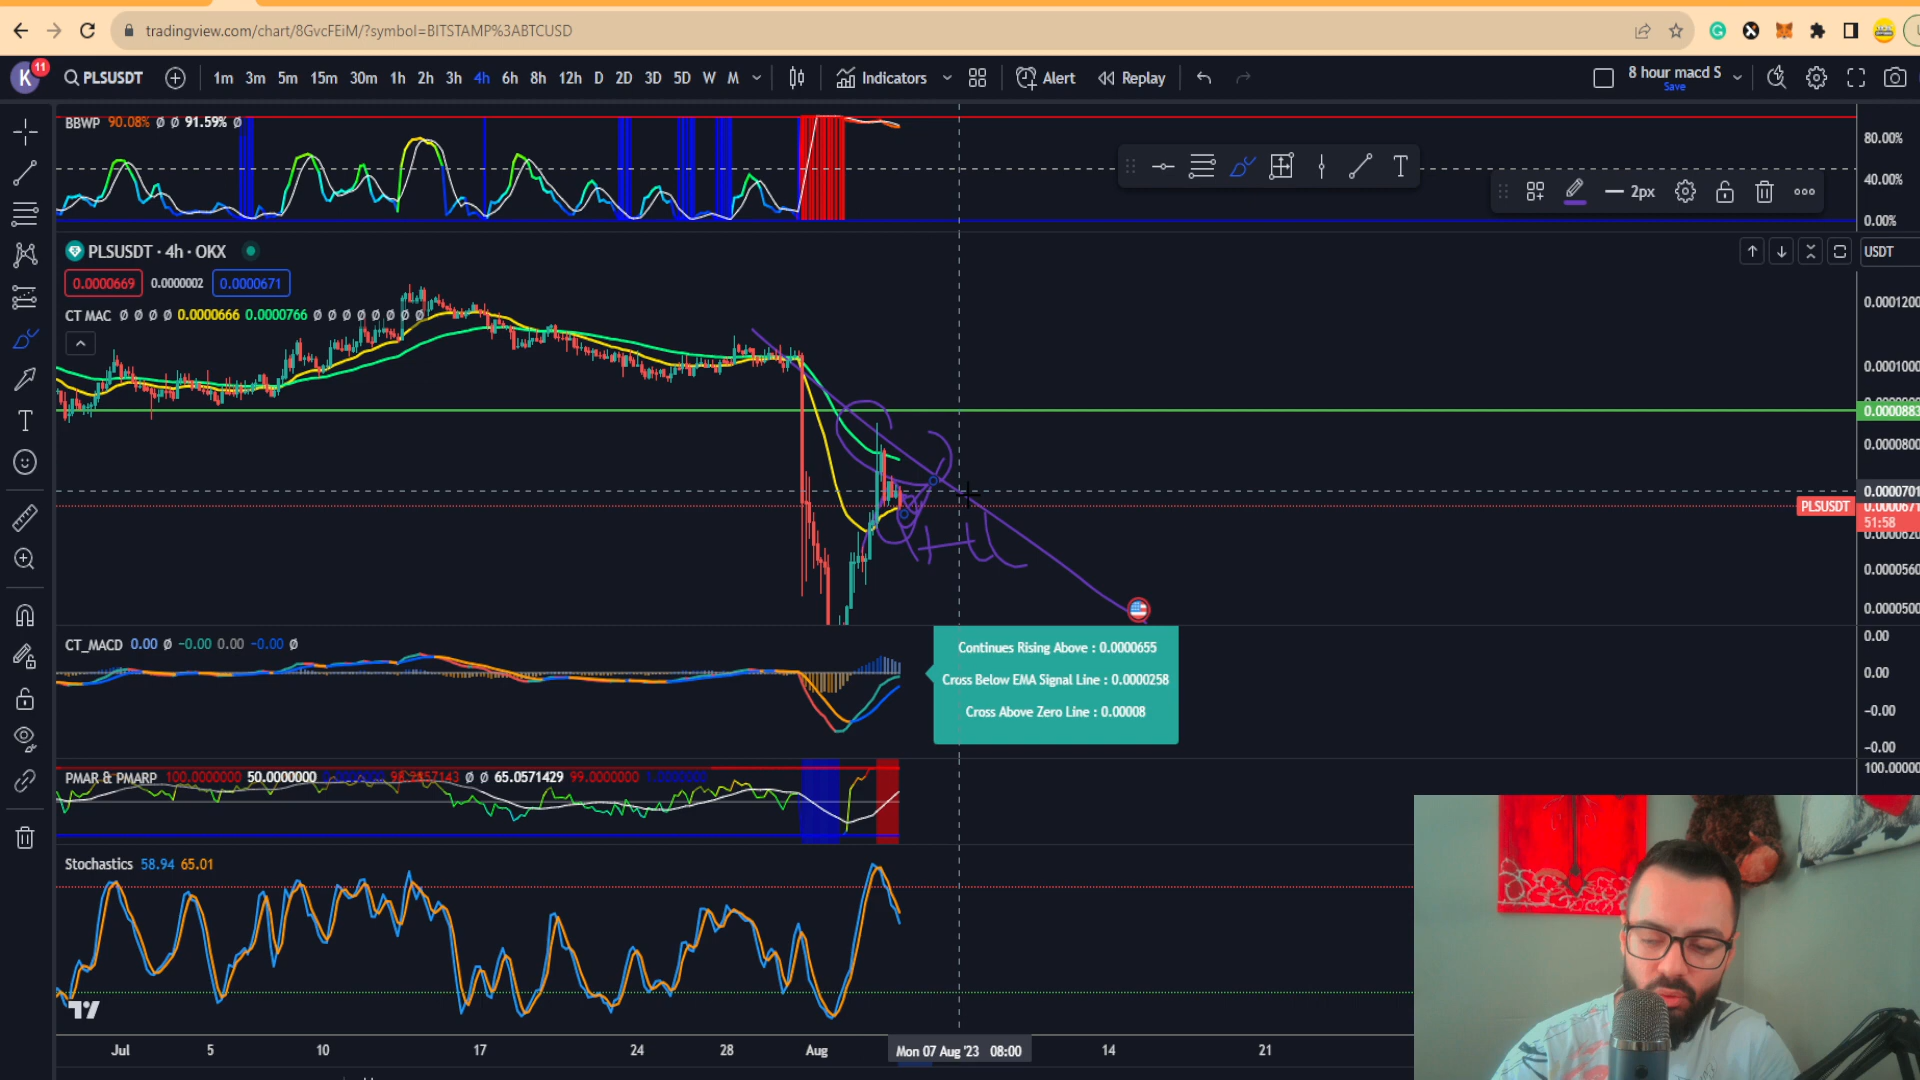 tradingview.com/chart/8GvcFEiM/?symbol=BITSTAMP%3ABTCUSD
K 11 PLSUSDT 1m 3m 5m 15m 30m 1h 2h 3h 4h 6h 8h 12h D 2D 3D 5D W M Indicators Alert Replay 8 hour macd S
Save
BBWP 90.08% Ø Ø 91.59% Ø
80.00%
40.00%
0.00%
T
2px
PLSUSDT · 4h · OKX
USDT
0.0000669 0.0000002 0.0000671
CT MAC Ø Ø Ø Ø 0.0000666 0.0000766 Ø Ø Ø Ø Ø Ø Ø Ø
0.0001200
0.0001000
0.0000883
0.0000800
0.0000701
PLSUSDT 0.0000671
51:58
0.0000620
0.0000560
0.0000500
HL
CT_MACD 0.00 Ø -0.00 0.00 -0.00 Ø
0.00
0.00
-0.00
-0.00
Continues Rising Above : 0.0000655
Cross Below EMA Signal Line : 0.0000258
Cross Above Zero Line : 0.00008
PMAR & PMARP 100.0000000 50.0000000 Ø Ø 65.0571429 99.0000000
100.00000
Stochastics 58.94 65.01
Jul 5 10 17 24 28 Aug Mon 07 Aug '23 08:00 14 21